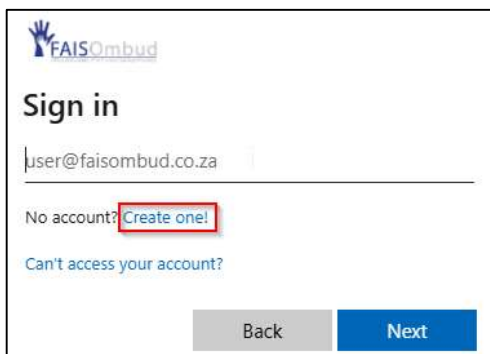 FAISOmbud
Sign in
user@faisombud.co.za
No account? Create one!
Can't access your account?
Back Next